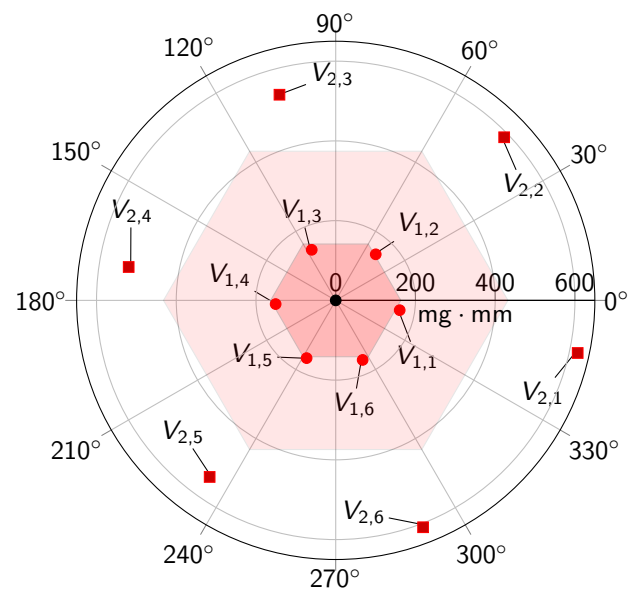 90°
120°
60°
V2,3
150°
30°
V2,2
V2,4
V1,3
V1,2
V1,4
0 200 400 600
180°
0°
mg · mm
V1,5
V1,1
V2,1
V1,6
V2,5
210°
330°
V2,6
240°
300°
270°